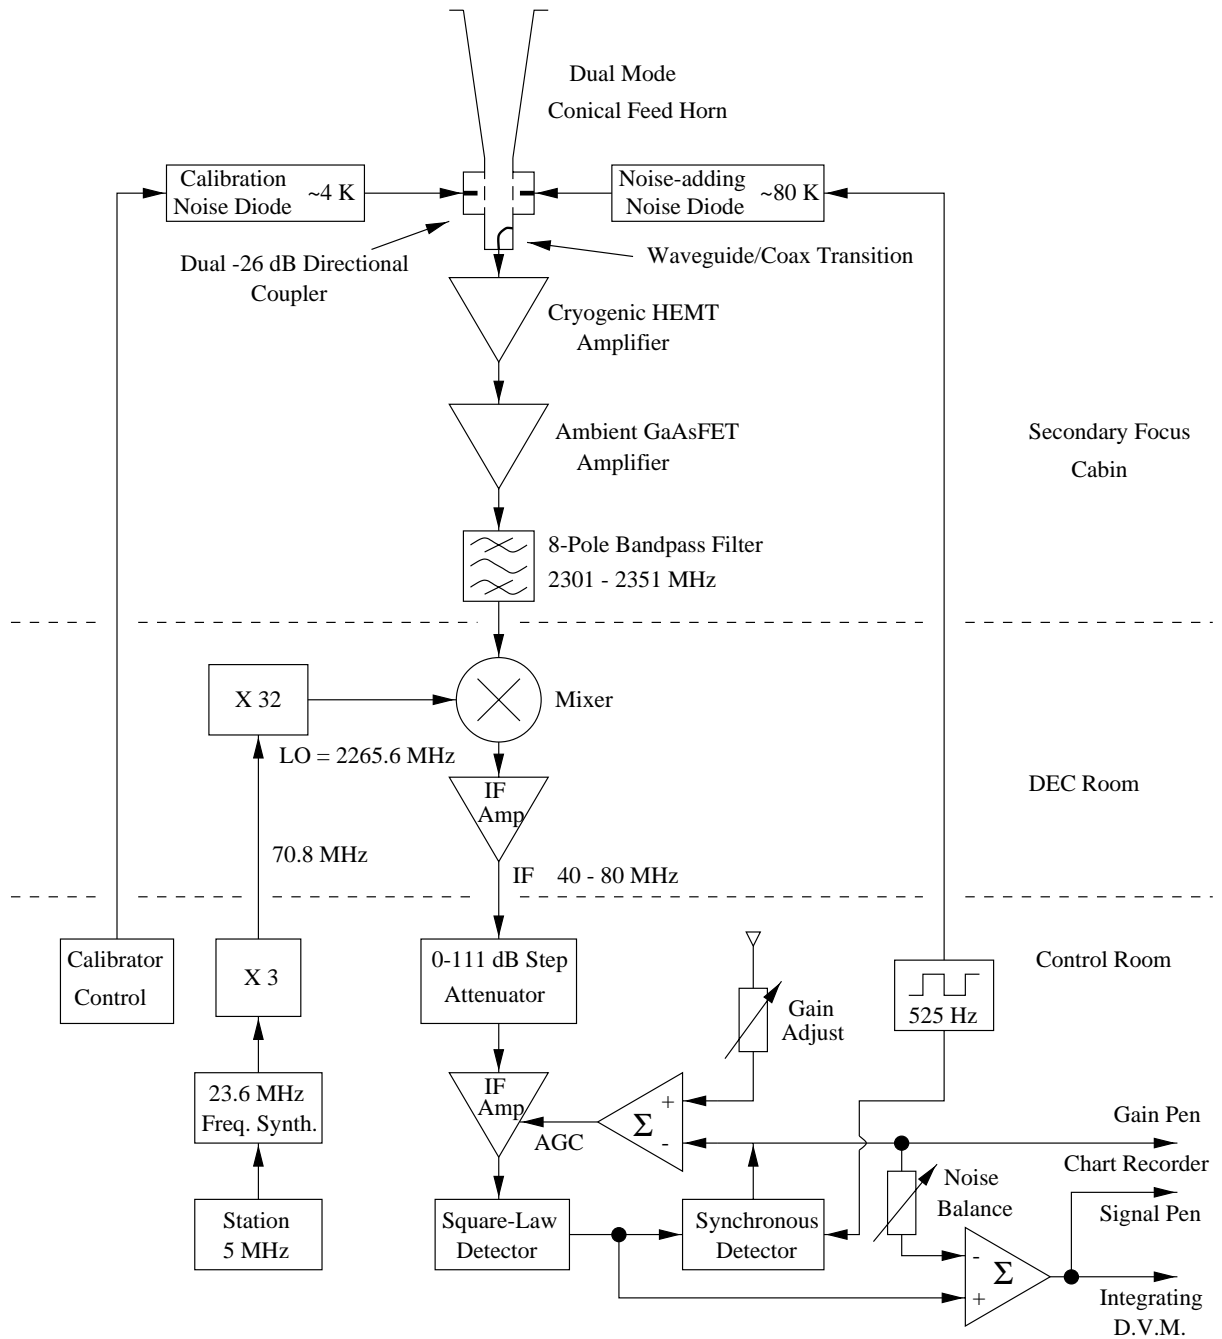 Dual Mode
Conical Feed Horn
Calibration
Noise Diode
~4 K
Noise-adding
Noise Diode
~80 K
Dual -26 dB Directional
Coupler
Waveguide/Coax Transition
Cryogenic HEMT
Amplifier
Ambient GaAsFET
Amplifier
Secondary Focus
Cabin
8-Pole Bandpass Filter
2301 - 2351 MHz
X 32
Mixer
LO = 2265.6 MHz
IF
Amp
DEC Room
70.8 MHz
IF 40 - 80 MHz
Calibrator
Control
X 3
0-111 dB Step
Attenuator
Gain
Adjust
525 Hz
Control Room
23.6 MHz
Freq. Synth.
IF
Amp
AGC
Σ
+
-
Gain Pen
Chart Recorder
Signal Pen
Noise
Balance
Station
5 MHz
Square-Law
Detector
Synchronous
Detector
-
Σ
+
Integrating
D.V.M.